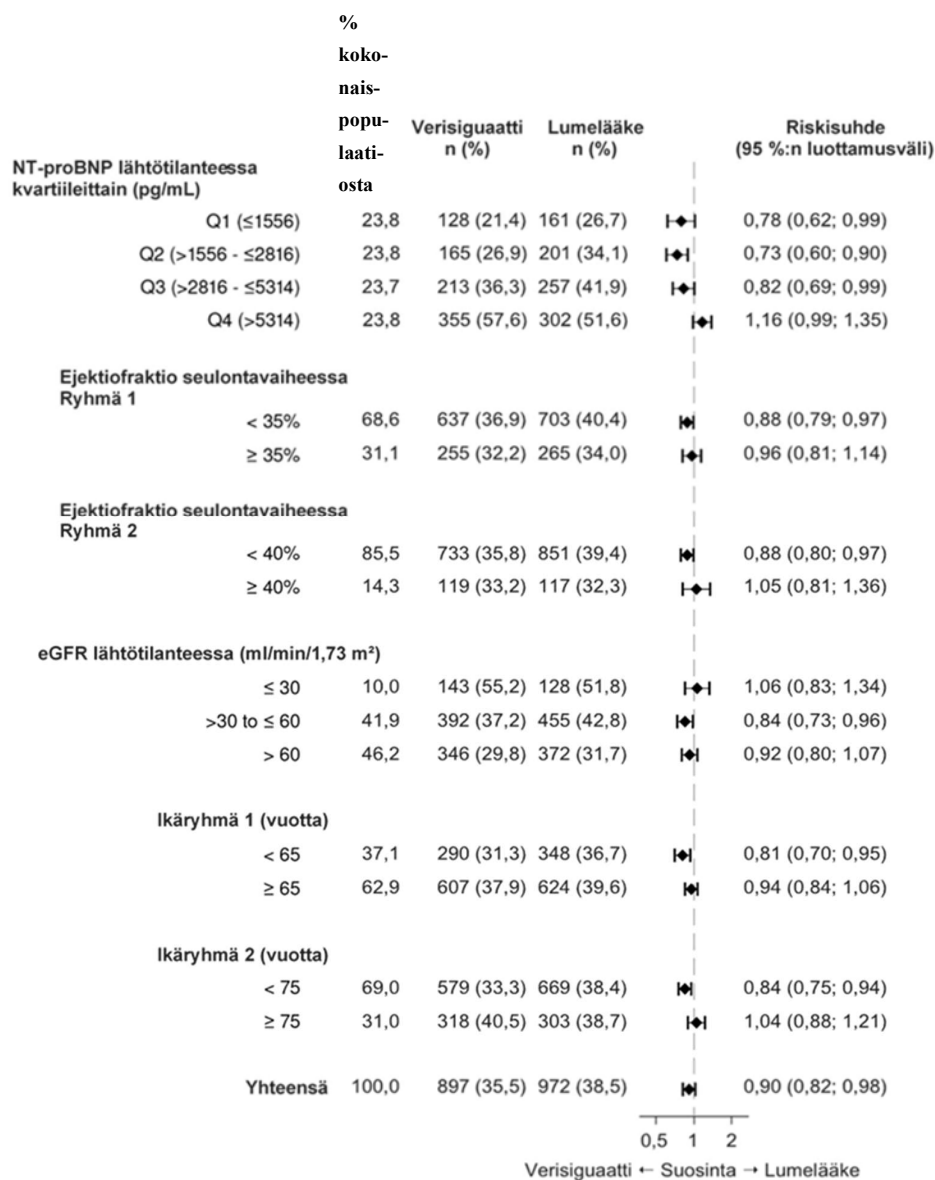 %
koko-
nais-
popu-
laati-
osta
Verisiguaatti
n (%)
Lumelääke
n (%)
Riskisuhde
(95 %:n luottamusväli)
NT-proBNP lähtötilanteessa
kvartiileittain (pg/mL)
Q1 (≤1556) 23,8 128 (21,4) 161 (26,7) 0,78 (0,62; 0,99)
Q2 (>1556 - ≤2816) 23,8 165 (26,9) 201 (34,1) 0,73 (0,60; 0,90)
Q3 (>2816 - ≤5314) 23,7 213 (36,3) 257 (41,9) 0,82 (0,69; 0,99)
Q4 (>5314) 23,8 355 (57,6) 302 (51,6) 1,16 (0,99; 1,35)
Ejektiofraktio seulontavaiheessa
Ryhmä 1
< 35% 68,6 637 (36,9) 703 (40,4) 0,88 (0,79; 0,97)
≥ 35% 31,1 255 (32,2) 265 (34,0) 0,96 (0,81; 1,14)
Ejektiofraktio seulontavaiheessa
Ryhmä 2
< 40% 85,5 733 (35,8) 851 (39,4) 0,88 (0,80; 0,97)
≥ 40% 14,3 119 (33,2) 117 (32,3) 1,05 (0,81; 1,36)
eGFR lähtötilanteessa (ml/min/1,73 m²)
≤ 30 10,0 143 (55,2) 128 (51,8) 1,06 (0,83; 1,34)
>30 to ≤ 60 41,9 392 (37,2) 455 (42,8) 0,84 (0,73; 0,96)
> 60 46,2 346 (29,8) 372 (31,7) 0,92 (0,80; 1,07)
Ikäryhmä 1 (vuotta)
< 65 37,1 290 (31,3) 348 (36,7) 0,81 (0,70; 0,95)
≥ 65 62,9 607 (37,9) 624 (39,6) 0,94 (0,84; 1,06)
Ikäryhmä 2 (vuotta)
< 75 69,0 579 (33,3) 669 (38,4) 0,84 (0,75; 0,94)
≥ 75 31,0 318 (40,5) 303 (38,7) 1,04 (0,88; 1,21)
Yhteensä 100,0 897 (35,5) 972 (38,5) 0,90 (0,82; 0,98)
0,5 1 2
Verisiguaatti ← Suosinta → Lumelääke